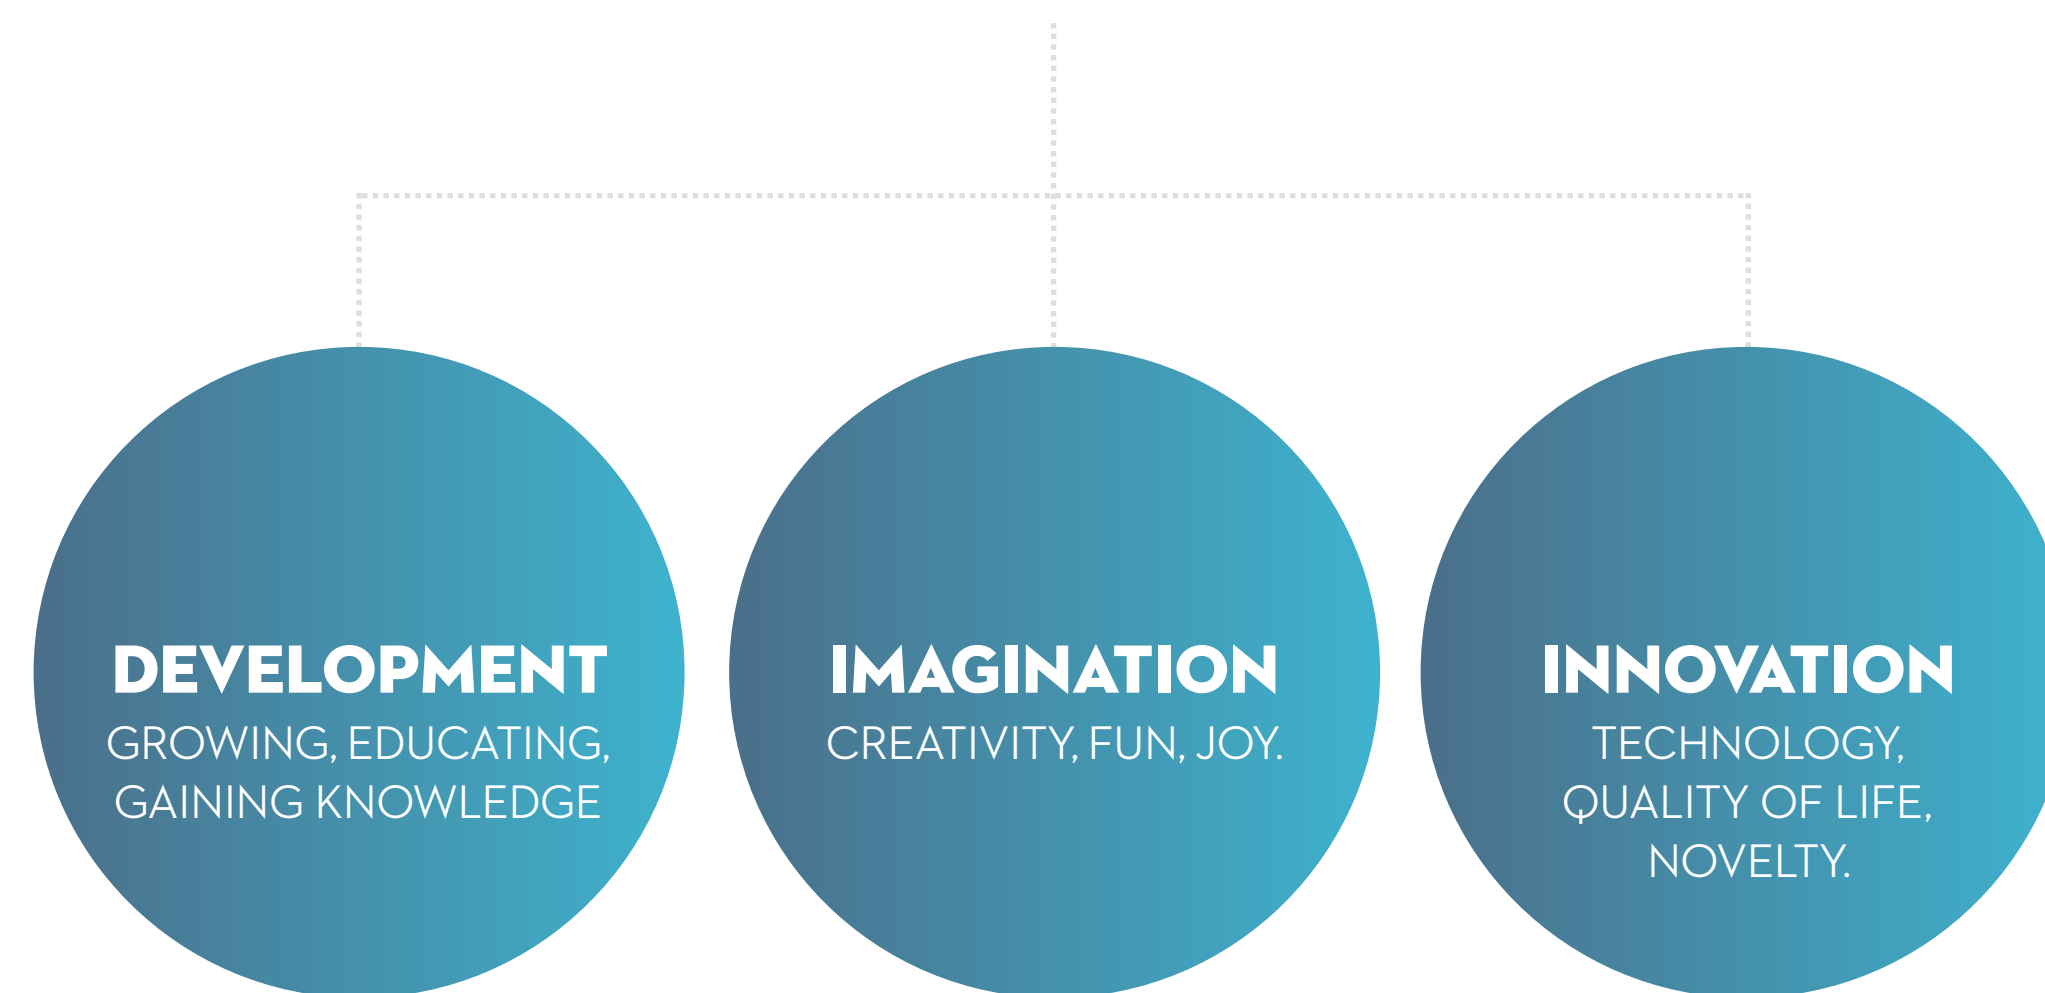 DEVELOPMENT
GROWING, EDUCATING,
GAINING KNOWLEDGE
IMAGINATION
CREATIVITY, FUN, JOY.
INNOVATION
TECHNOLOGY,
QUALITY OF LIFE,
NOVELTY.